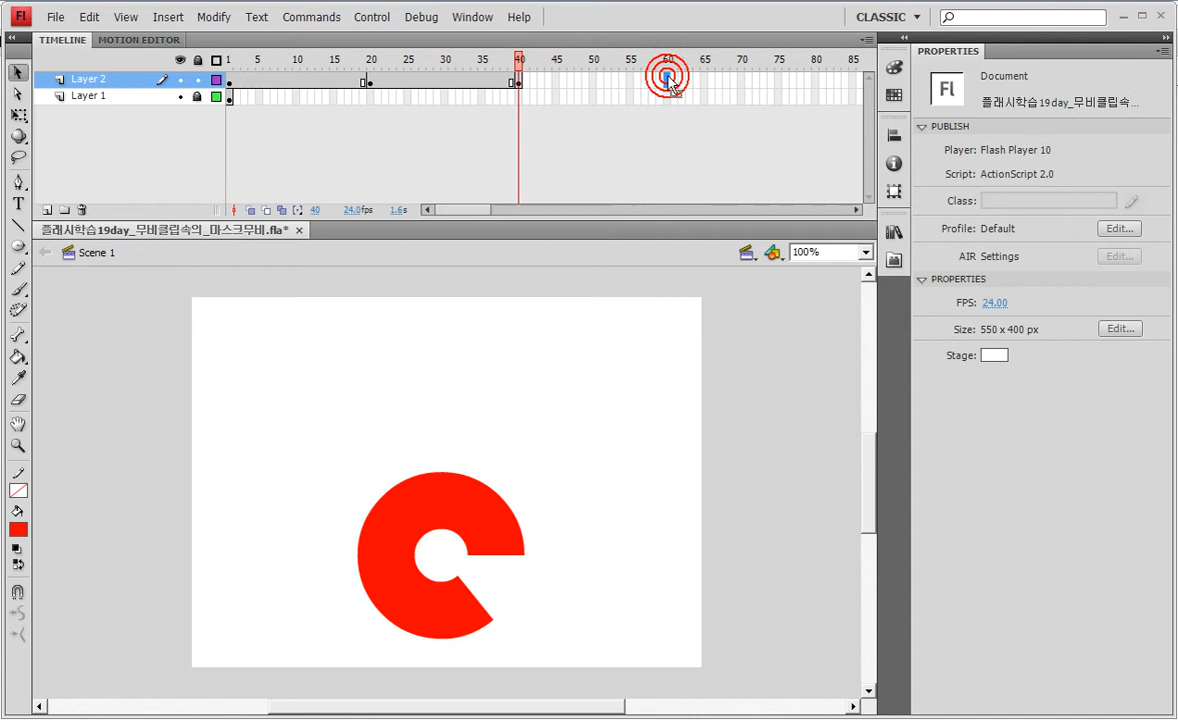 Fl File Edit View Insert Modify Text Commands Control Debug Window Help CLASSIC
TIMELINE MOTION EDITOR
1 5 10 15 20 25 30 35 40 45 50 55 60 65 70 75 80 85
Layer 2
Layer 1
40 24.0fps 1.6s
플래시학습19day_무비클립속의_마스크무비.fla*
Scene 1 100%
PROPERTIES
Fl
Document
플래시학습19day_무비클립속...
PUBLISH
Player: Flash Player 10
Script: ActionScript 2.0
Class:
Profile: Default Edit...
AIR Settings Edit...
PROPERTIES
FPS: 24.00
Size: 550 x 400 px Edit...
Stage: